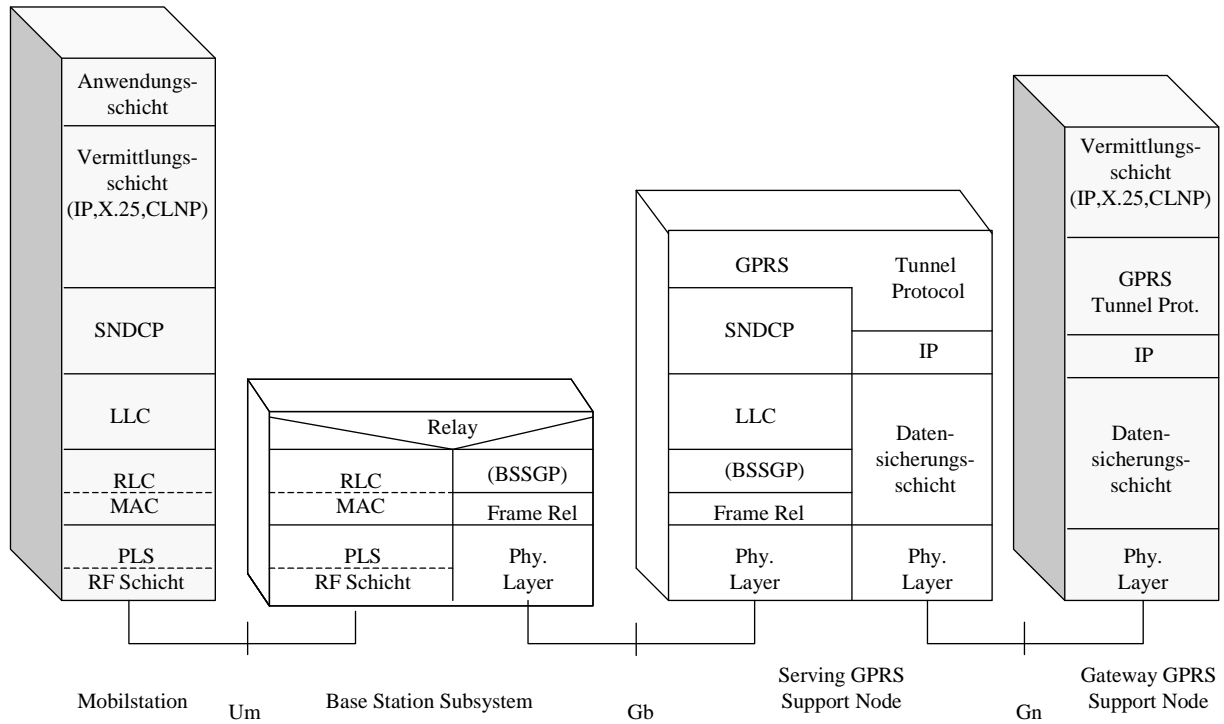 Anwendungs-
schicht
Vermittlungs-
schicht
(IP,X.25,CLNP)
SNDCP
LLC
RLC
MAC
PLS
RF Schicht
Relay
RLC
MAC
PLS
RF Schicht
(BSSGP)
Frame Rel
Phy.
Layer
GPRS
Tunnel
Protocol
SNDCP
IP
LLC
(BSSGP)
Frame Rel
Phy.
Layer
Daten-
sicherungs-
schicht
Phy.
Layer
Vermittlungs-
schicht
(IP,X.25,CLNP)
GPRS
Tunnel Prot.
IP
Daten-
sicherungs-
schicht
Phy.
Layer
Mobilstation
Um
Base Station Subsystem
Gb
Serving GPRS
Support Node
Gn
Gateway GPRS
Support Node